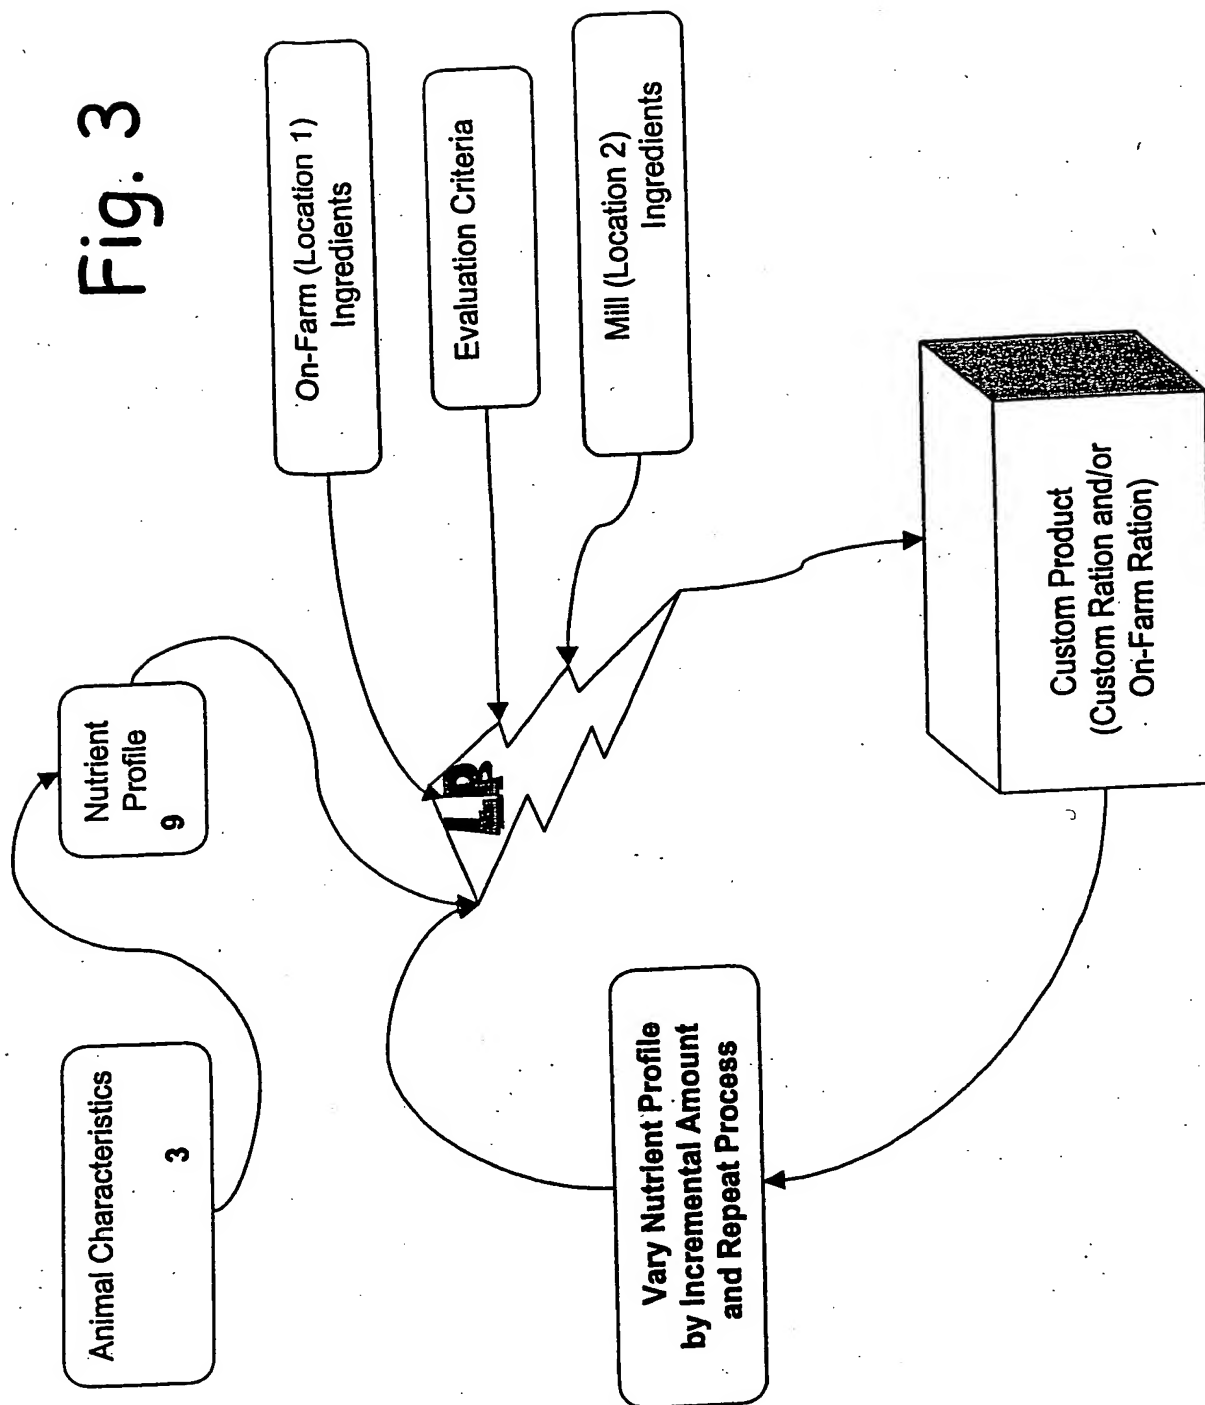 Fig. 3
Animal Characteristics
3
Nutrient
Profile
9
On-Farm (Location 1)
Ingredients
Evaluation Criteria
Mill (Location 2)
Ingredients
Vary Nutrient Profile
by Incremental Amount
and Repeat Process
Custom Product
(Custom Ration and/or
On-Farm Ration)